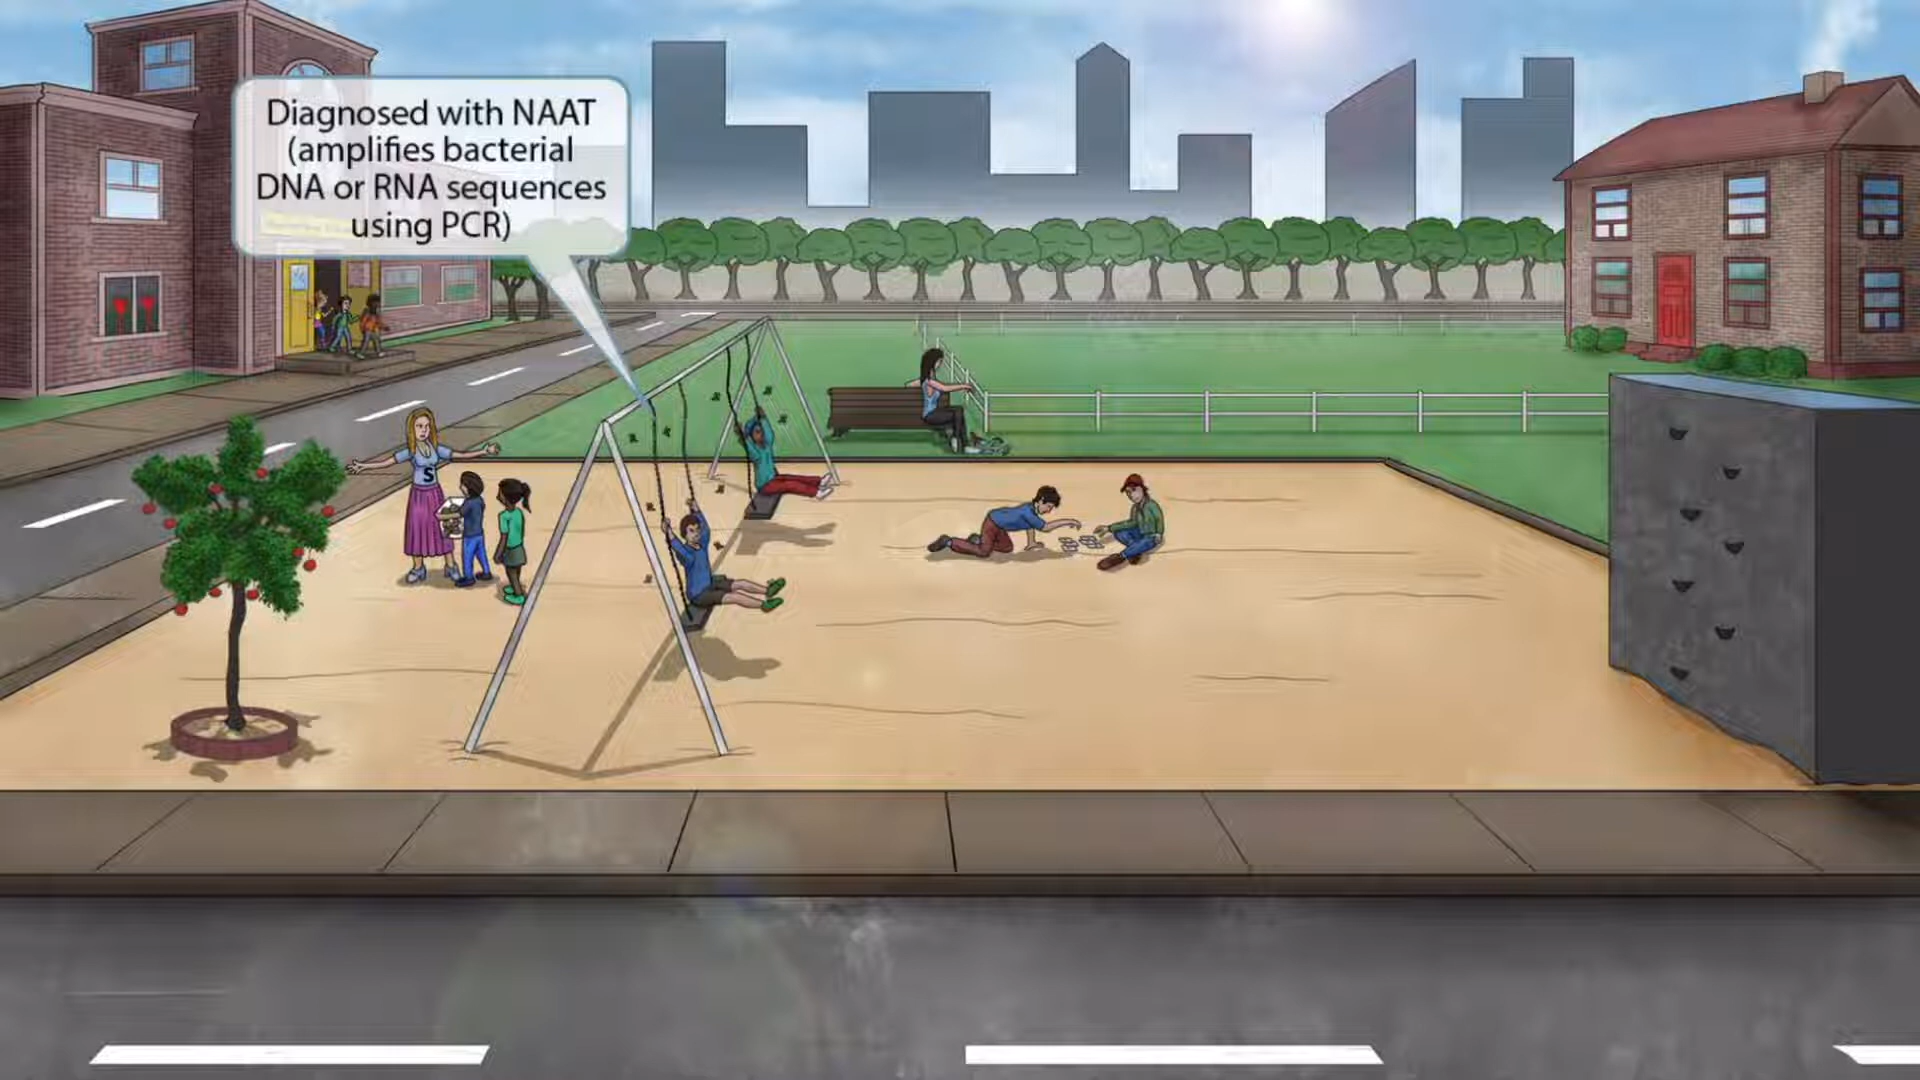 Diagnosed with NAAT
(amplifies bacterial
DNA or RNA sequences
using PCR)
S